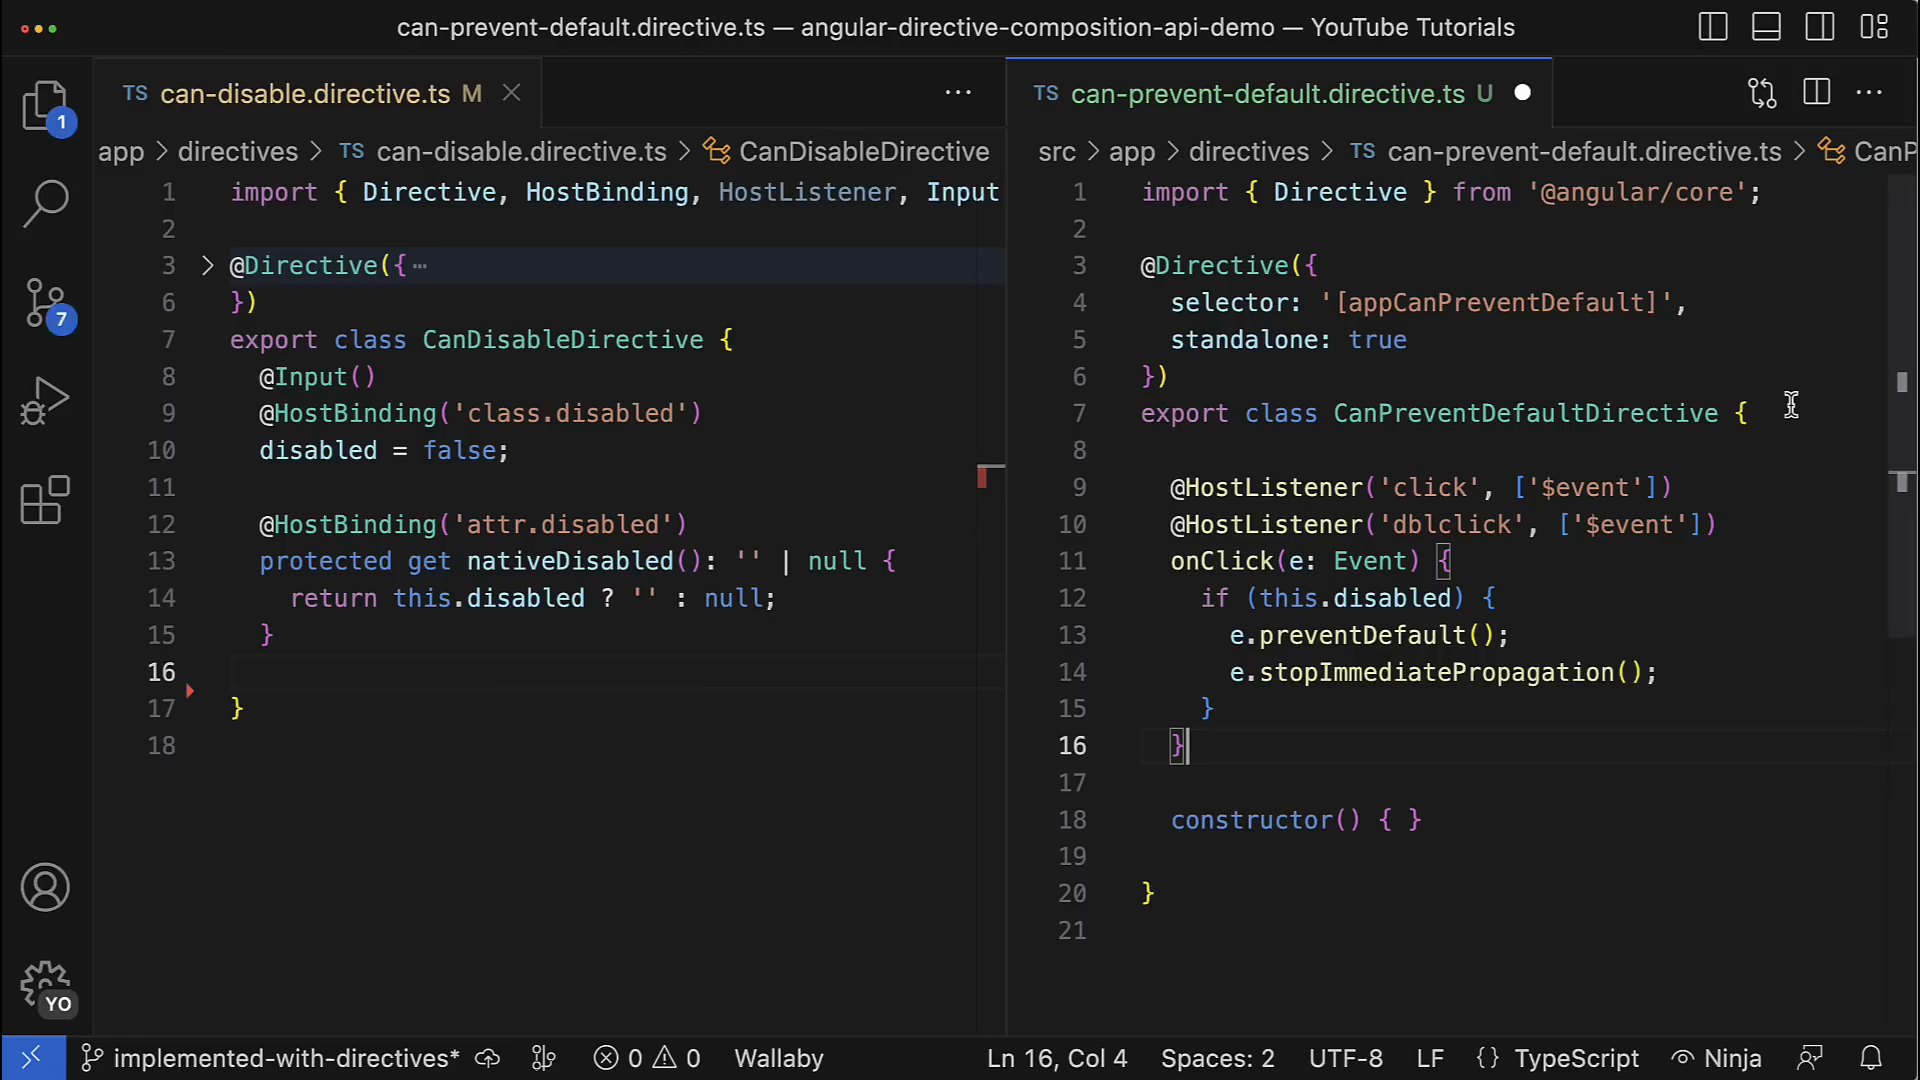 can-prevent-default.directive.ts — angular-directive-composition-api-demo — YouTube Tutorials
TS can-disable.directive.ts M
app > directives > TS can-disable.directive.ts > CanDisableDirective
1 import { Directive, HostBinding, HostListener, Input
2
3 @Directive({ ⋯
6 })
7 export class CanDisableDirective {
8 @Input()
9 @HostBinding('class.disabled')
10 disabled = false;
11
12 @HostBinding('attr.disabled')
13 protected get nativeDisabled(): '' | null {
14 return this.disabled ? '' : null;
15 }
16
17 }
18
TS can-prevent-default.directive.ts U
src > app > directives > TS can-prevent-default.directive.ts > CanP
1 import { Directive } from '@angular/core';
2
3 @Directive({
4 selector: '[appCanPreventDefault]',
5 standalone: true
6 })
7 export class CanPreventDefaultDirective {
8
9 @HostListener('click', ['$event'])
10 @HostListener('dblclick', ['$event'])
11 onClick(e: Event) {
12 if (this.disabled) {
13 e.preventDefault();
14 e.stopImmediatePropagation();
15 }
16 }
17
18 constructor() { }
19
20 }
21
1
7
YO
implemented-with-directives* 0 0 Wallaby Ln 16, Col 4 Spaces: 2 UTF-8 LF {} TypeScript Ninja